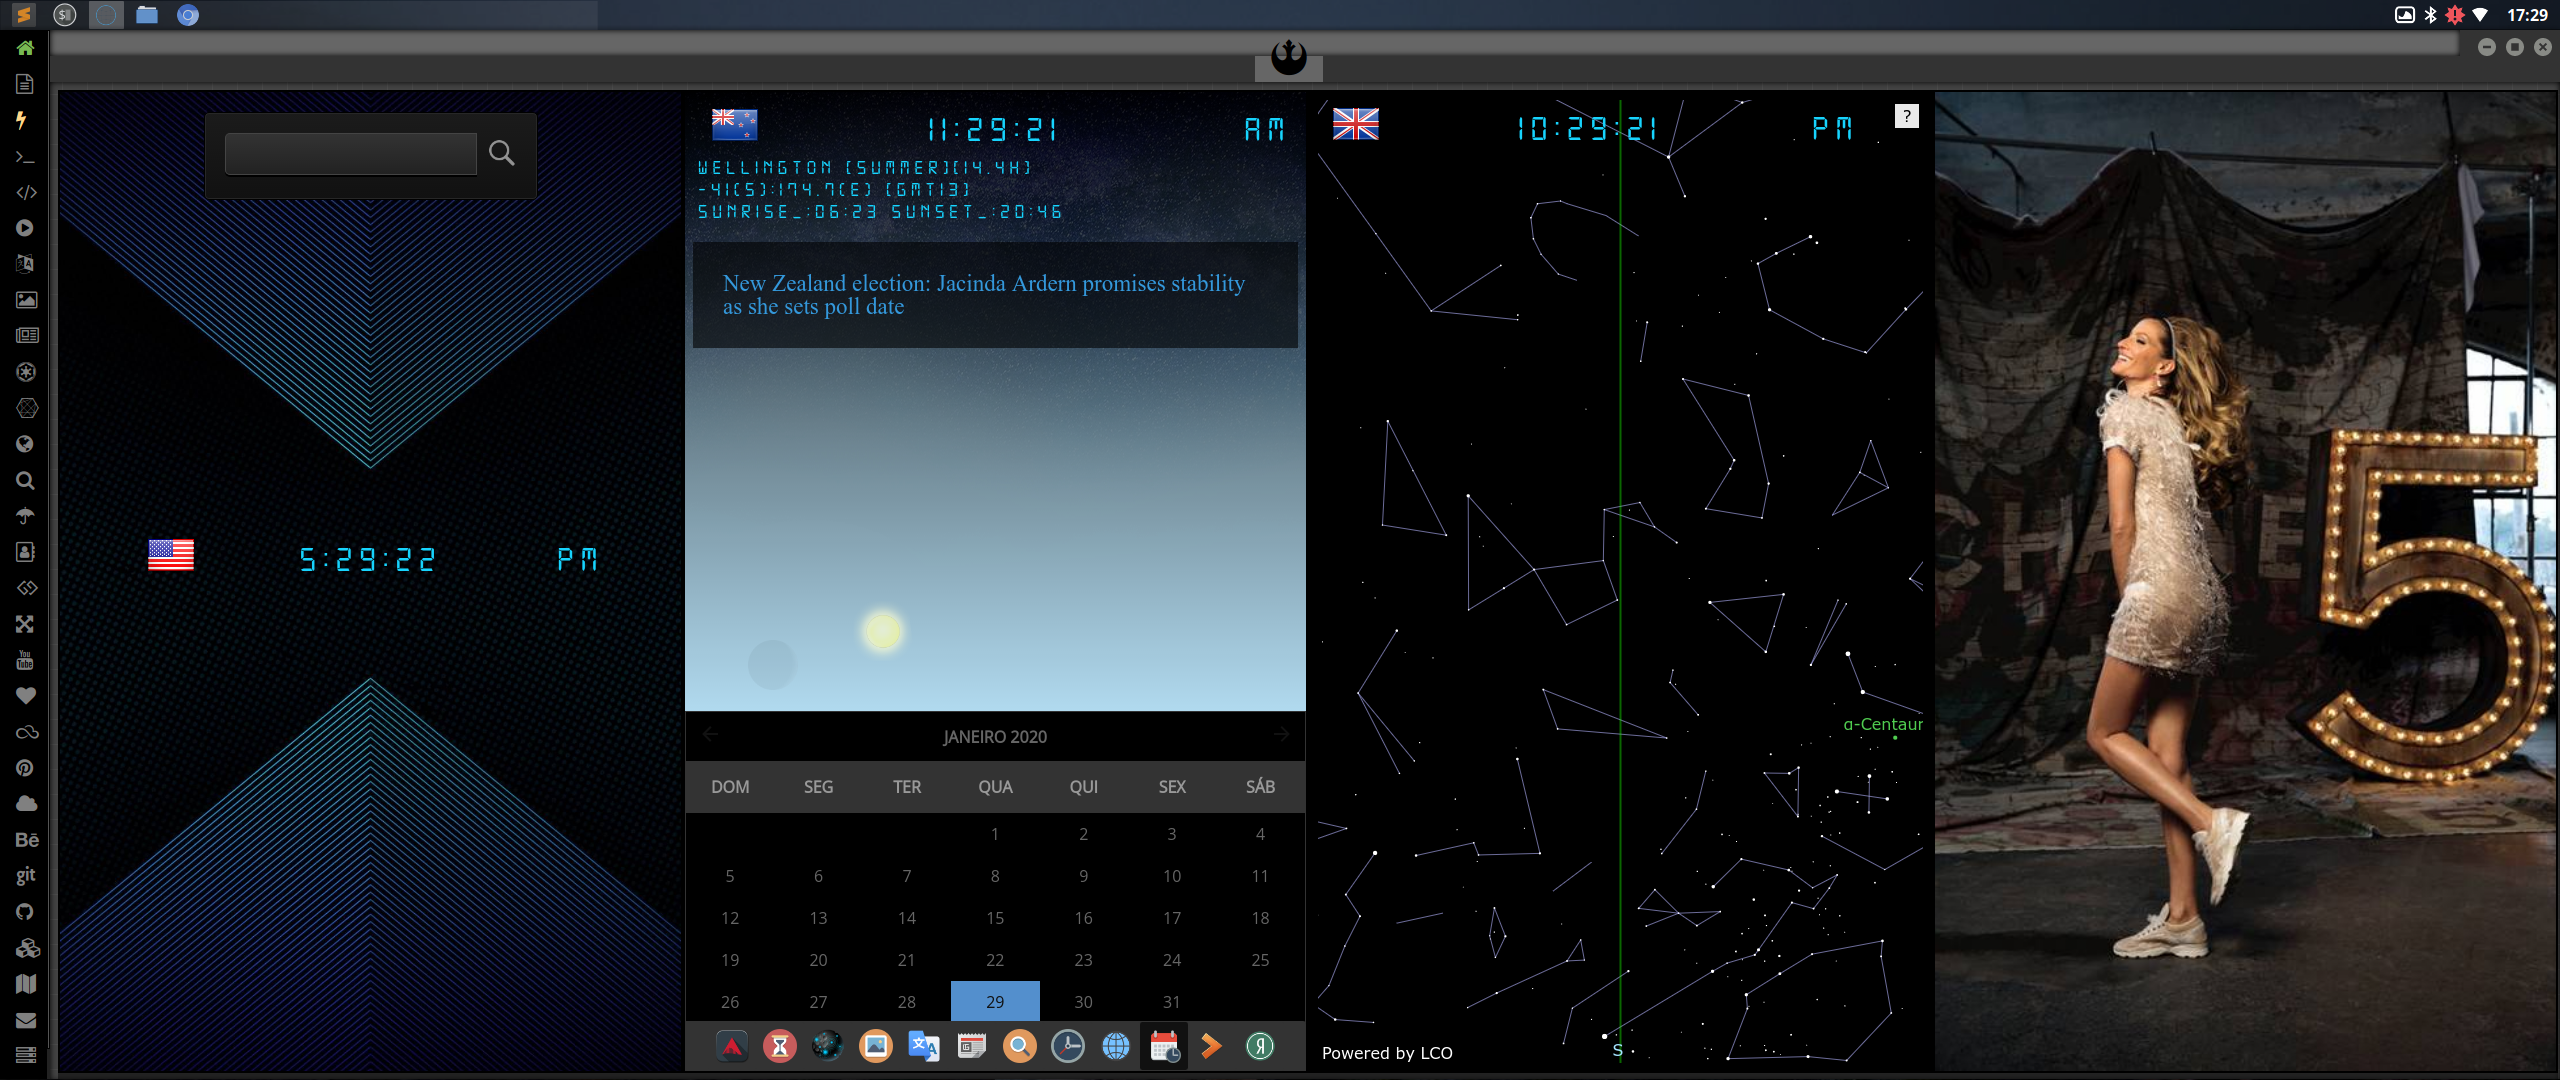 17:29
You
Tube
Bē
git
5:29:22 PM
11:29:21 AM
WELLINGTON (SUMMER)(14.4H)
-41(S):174.7(E) (GMT13)
SUNRISE_:06:23 SUNSET_:20:46
New Zealand election: Jacinda Ardern promises stability
as she sets poll date
JANEIRO 2020
DOM SEG TER QUA QUI SEX SÁB
1 2 3 4
5 6 7 8 9 10 11
12 13 14 15 16 17 18
19 20 21 22 23 24 25
26 27 28 29 30 31
10:29:21 PM
?
α-Centaur
S
Powered by LCO
5